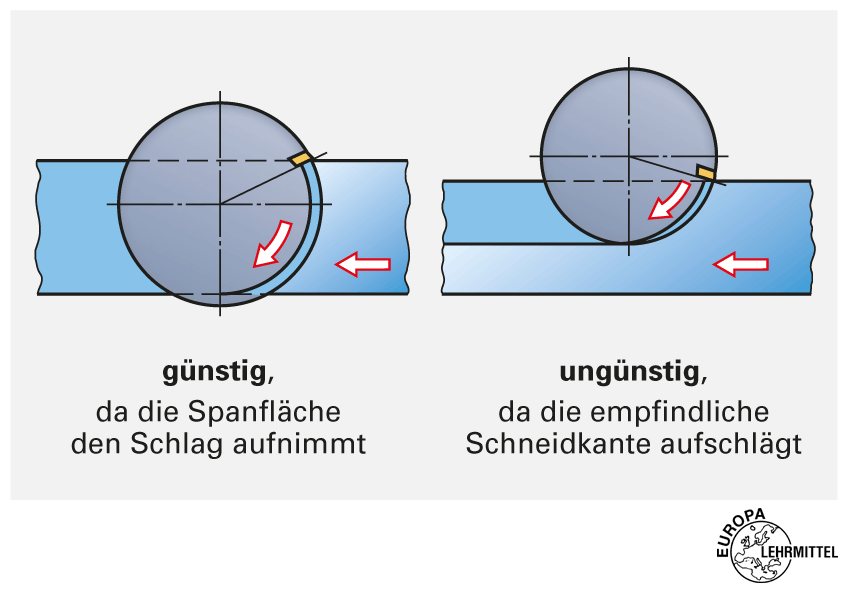 günstig,
da die Spanfläche
den Schlag aufnimmt
ungünstig,
da die empfindliche
Schneidkante aufschlägt
EUROPA
LEHRMITTEL